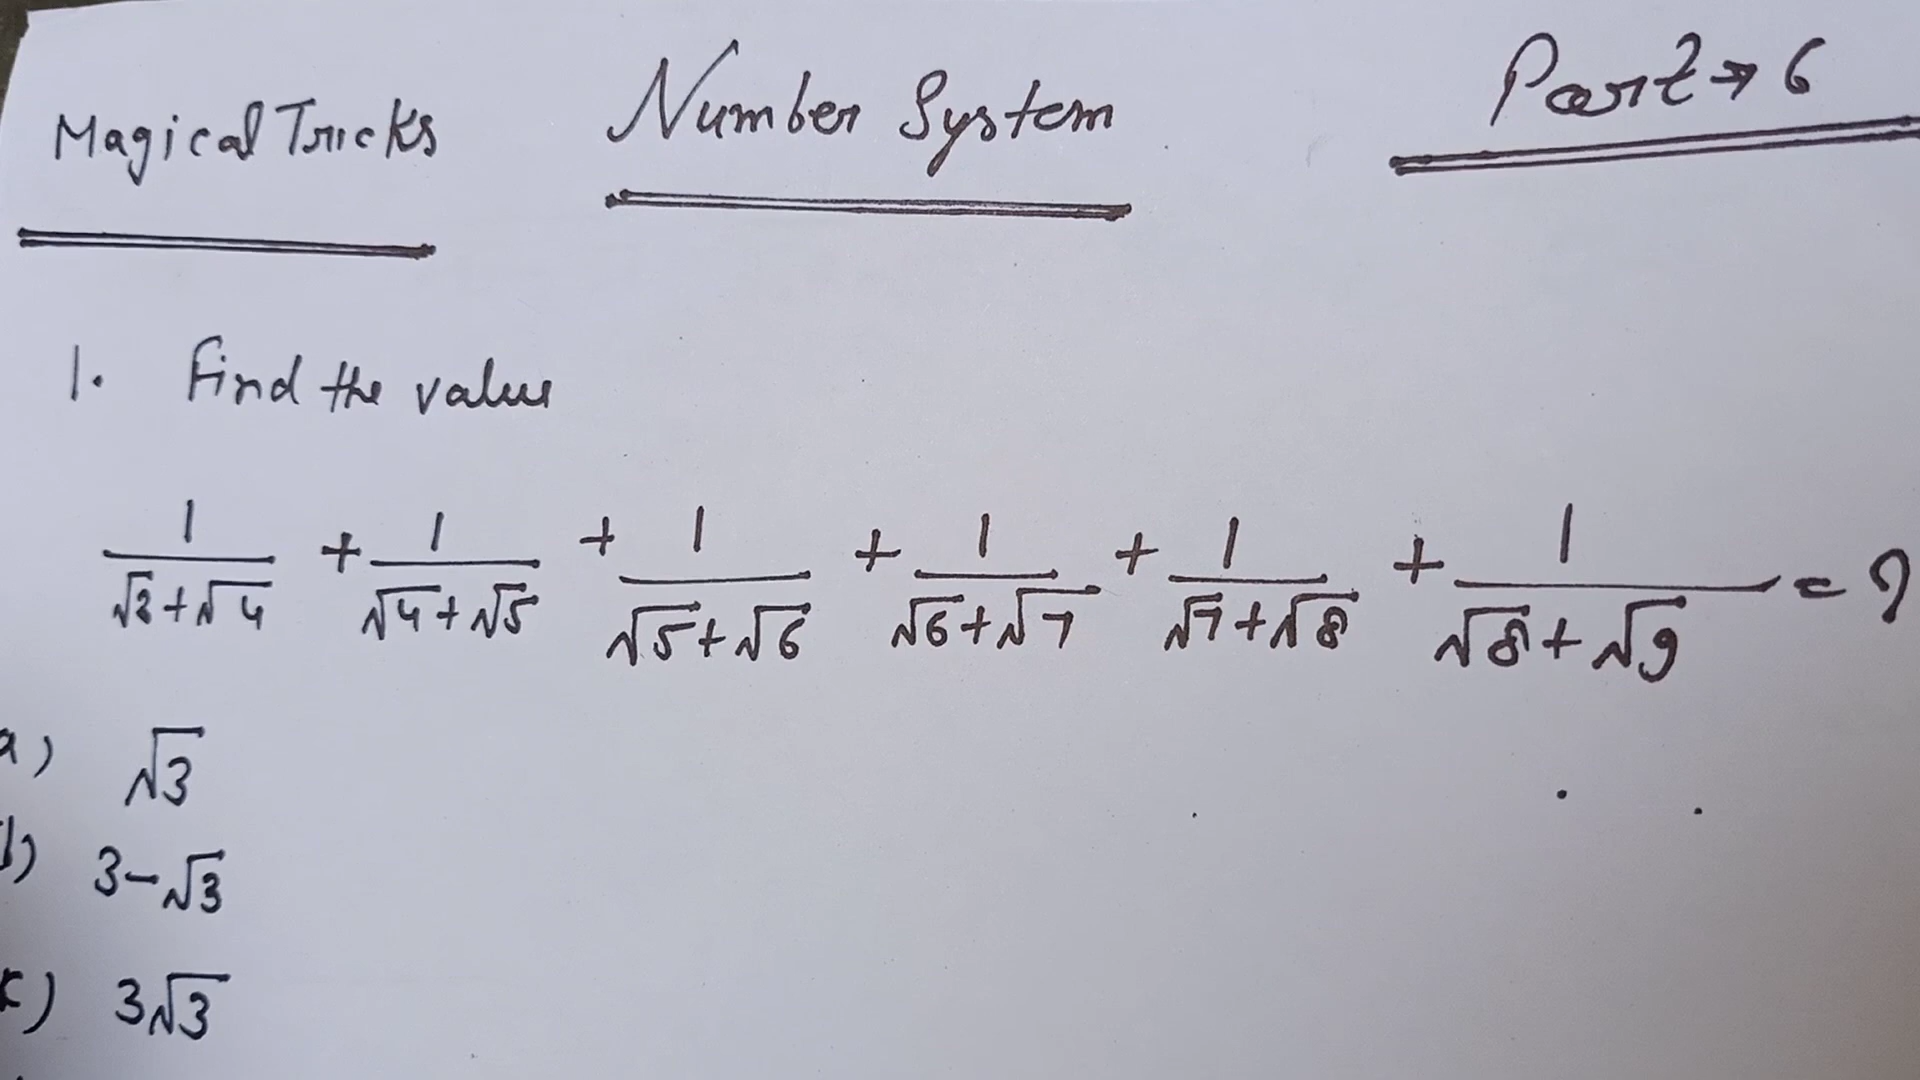 Magical Tricks Number System Part → 6
1. Find the value
1/(√3+√4) + 1/(√4+√5) + 1/(√5+√6) + 1/(√6+√7) + 1/(√7+√8) + 1/(√8+√9) = ?
a) √3
b) 3-√3
c) 3√3